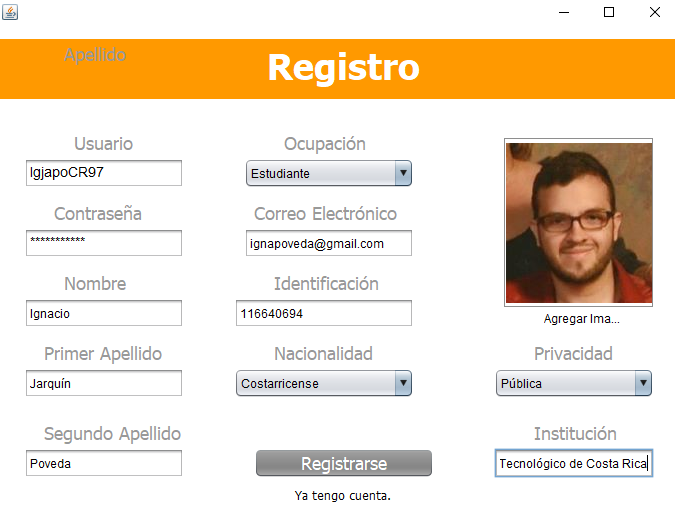 Apellido
Registro
Usuario
IgjapoCR97
Ocupación
Estudiante
Contraseña
***********
Correo Electrónico
ignapoveda@gmail.com
Nombre
Ignacio
Identificación
116640694
Agregar Ima...
Primer Apellido
Jarquín
Nacionalidad
Costarricense
Privacidad
Pública
Segundo Apellido
Poveda
Registrarse
Institución
Tecnológico de Costa Rica
Ya tengo cuenta.